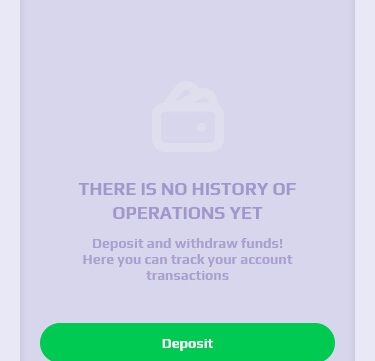 THERE IS NO HISTORY OF
OPERATIONS YET
Deposit and withdraw funds!
Here you can track your account
transactions
Deposit